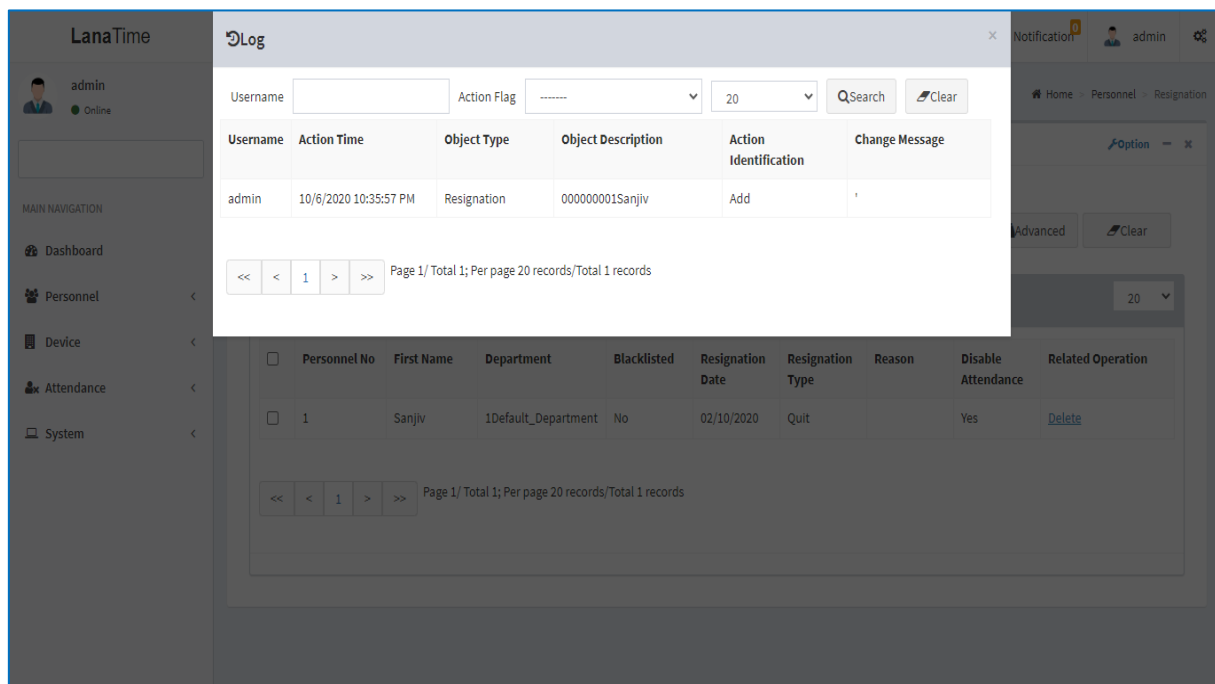 LanaTime
Log
×
Notification 0
admin
admin
Online
Home > Personnel > Resignation
Username
Action Flag
-------
20
Search
Clear
Option − ×
Username Action Time Object Type Object Description Action Identification Change Message
admin 10/6/2020 10:35:57 PM Resignation 000000001Sanjiv Add '
MAIN NAVIGATION
Dashboard
Personnel <
Device <
Attendance <
System <
Advanced
Clear
<< < 1 > >> Page 1/ Total 1; Per page 20 records/Total 1 records
20
Personnel No First Name Department Blacklisted Resignation Date Resignation Type Reason Disable Attendance Related Operation
1 Sanjiv 1Default_Department No 02/10/2020 Quit Yes Delete
<< < 1 > >> Page 1/ Total 1; Per page 20 records/Total 1 records